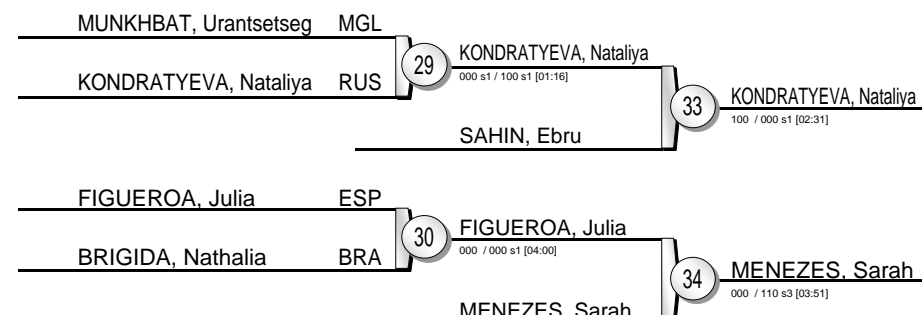 MUNKHBAT, Urantsetseg MGL
29
KONDRATYEVA, Nataliya
000 s1 / 100 s1 [01:16]
KONDRATYEVA, Nataliya RUS
33
KONDRATYEVA, Nataliya
100 / 000 s1 [02:31]
SAHIN, Ebru
FIGUEROA, Julia ESP
30
FIGUEROA, Julia
000 / 000 s1 [04:00]
BRIGIDA, Nathalia BRA
34
MENEZES, Sarah
000 / 110 s3 [03:51]
MENEZES, Sarah